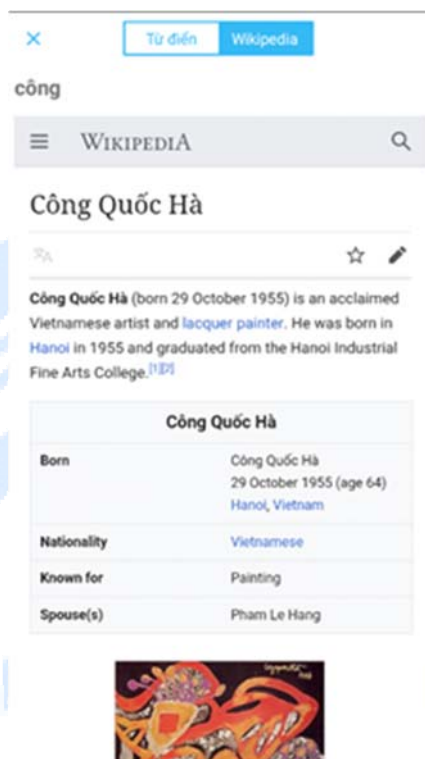 Từ điển
Wikipedia
công
WIKIPEDIA
Công Quốc Hà
Công Quốc Hà (born 29 October 1955) is an acclaimed
Vietnamese artist and lacquer painter. He was born in
Hanoi in 1955 and graduated from the Hanoi Industrial
Fine Arts College.[1][2]
Công Quốc Hà
Born
Công Quốc Hà
29 October 1955 (age 64)
Hanoi, Vietnam
Nationality
Vietnamese
Known for
Painting
Spouse(s)
Pham Le Hang